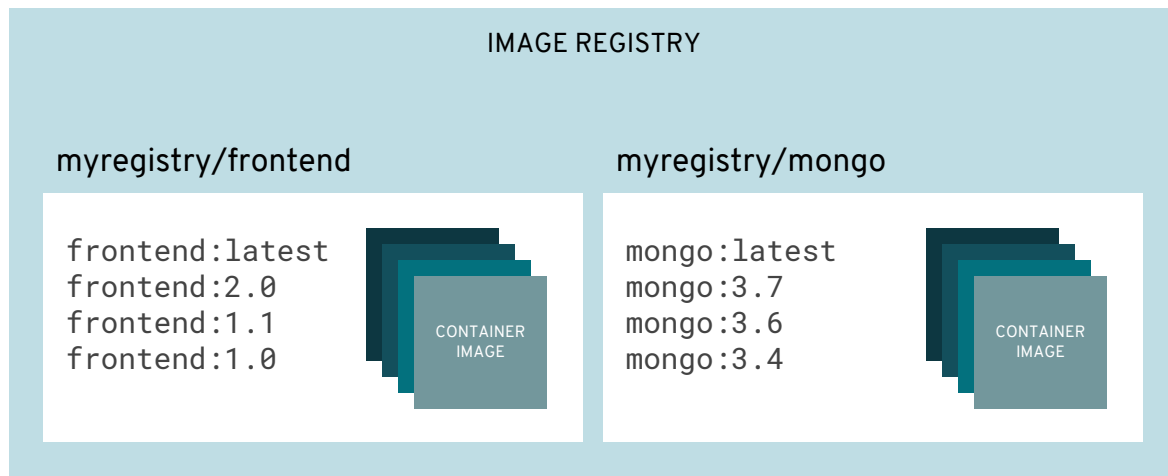 IMAGE REGISTRY
myregistry/frontend
frontend:latest
frontend:2.0
frontend:1.1
frontend:1.0
CONTAINER
IMAGE
myregistry/mongo
mongo:latest
mongo:3.7
mongo:3.6
mongo:3.4
CONTAINER
IMAGE